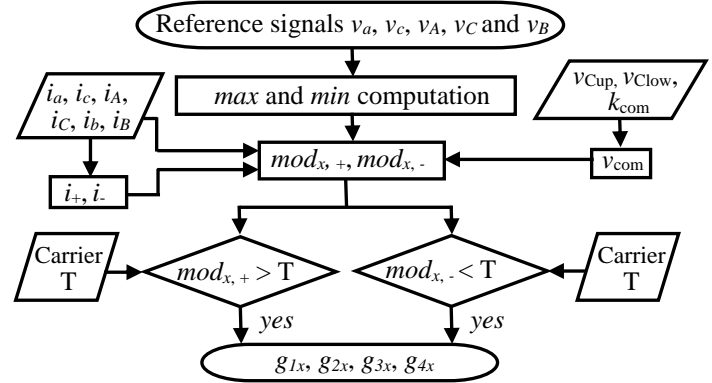 Reference signals v_a, v_c, v_A, v_C and v_B
i_a, i_c, i_A,
i_C, i_b, i_B
max and min computation
v_Cup, v_Clow,
k_com
mod_x, +, mod_x, -
v_com
i_+, i_-
Carrier
T
mod_x, + > T
mod_x, - < T
Carrier
T
yes
yes
g_1x, g_2x, g_3x, g_4x